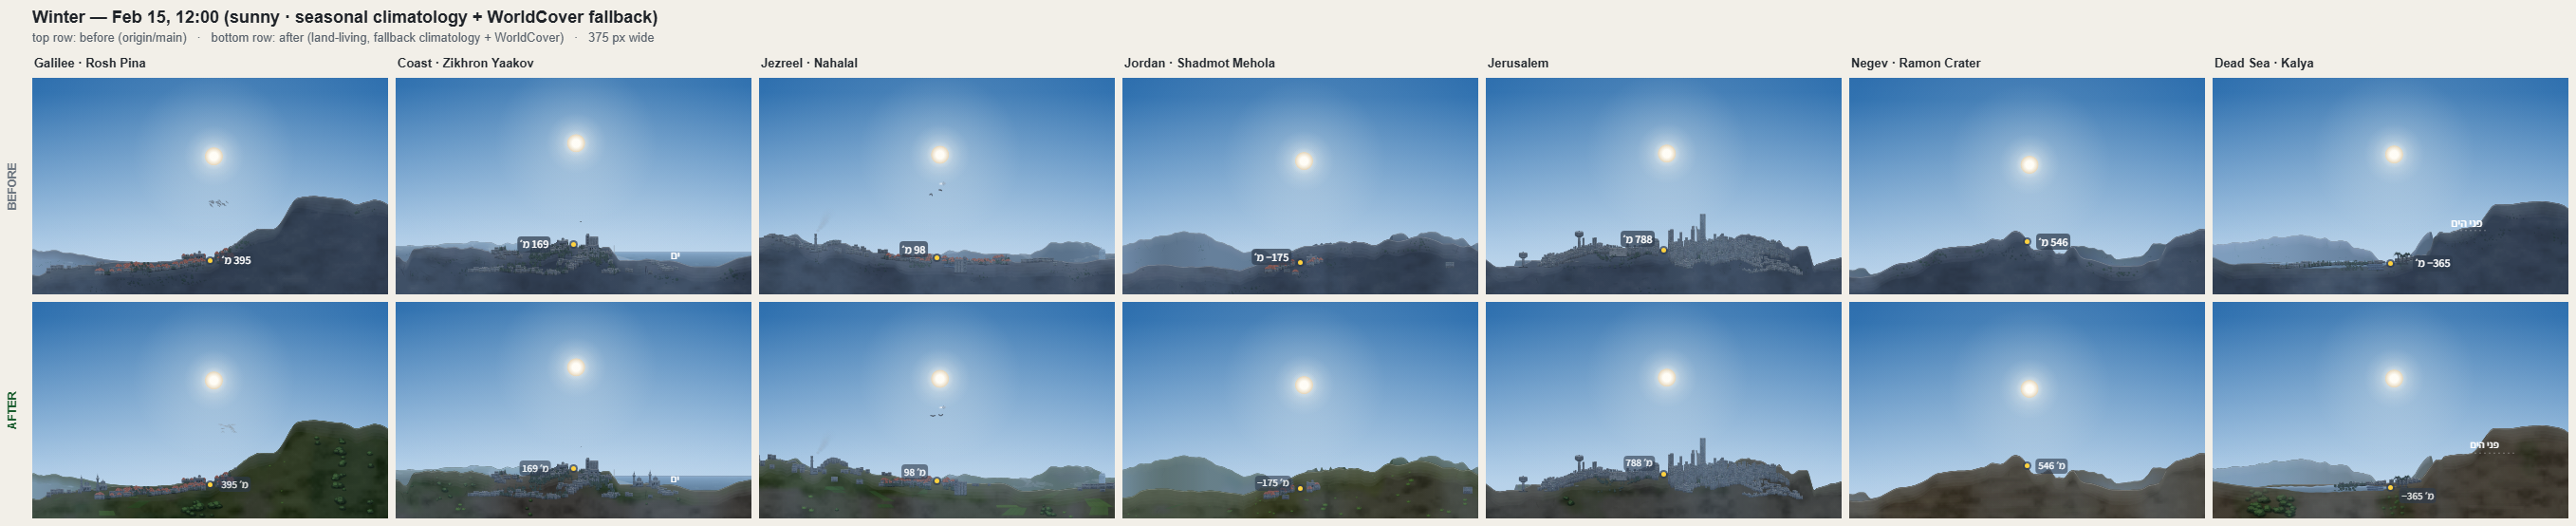 Winter — Feb 15, 12:00 (sunny · seasonal climatology + WorldCover fallback)
top row: before (origin/main) · bottom row: after (land-living, fallback climatology + WorldCover) · 375 px wide
Galilee · Rosh Pina
Coast · Zikhron Yaakov
Jezreel · Nahalal
Jordan · Shadmot Mehola
Jerusalem
Negev · Ramon Crater
Dead Sea · Kalya
BEFORE
395 מ׳
169 מ׳
ים
98 מ׳
−175 מ׳
788 מ׳
546 מ׳
פני הים
−365 מ׳
AFTER
395 מ׳
169 מ׳
ים
98 מ׳
−175 מ׳
788 מ׳
546 מ׳
פני הים
−365 מ׳